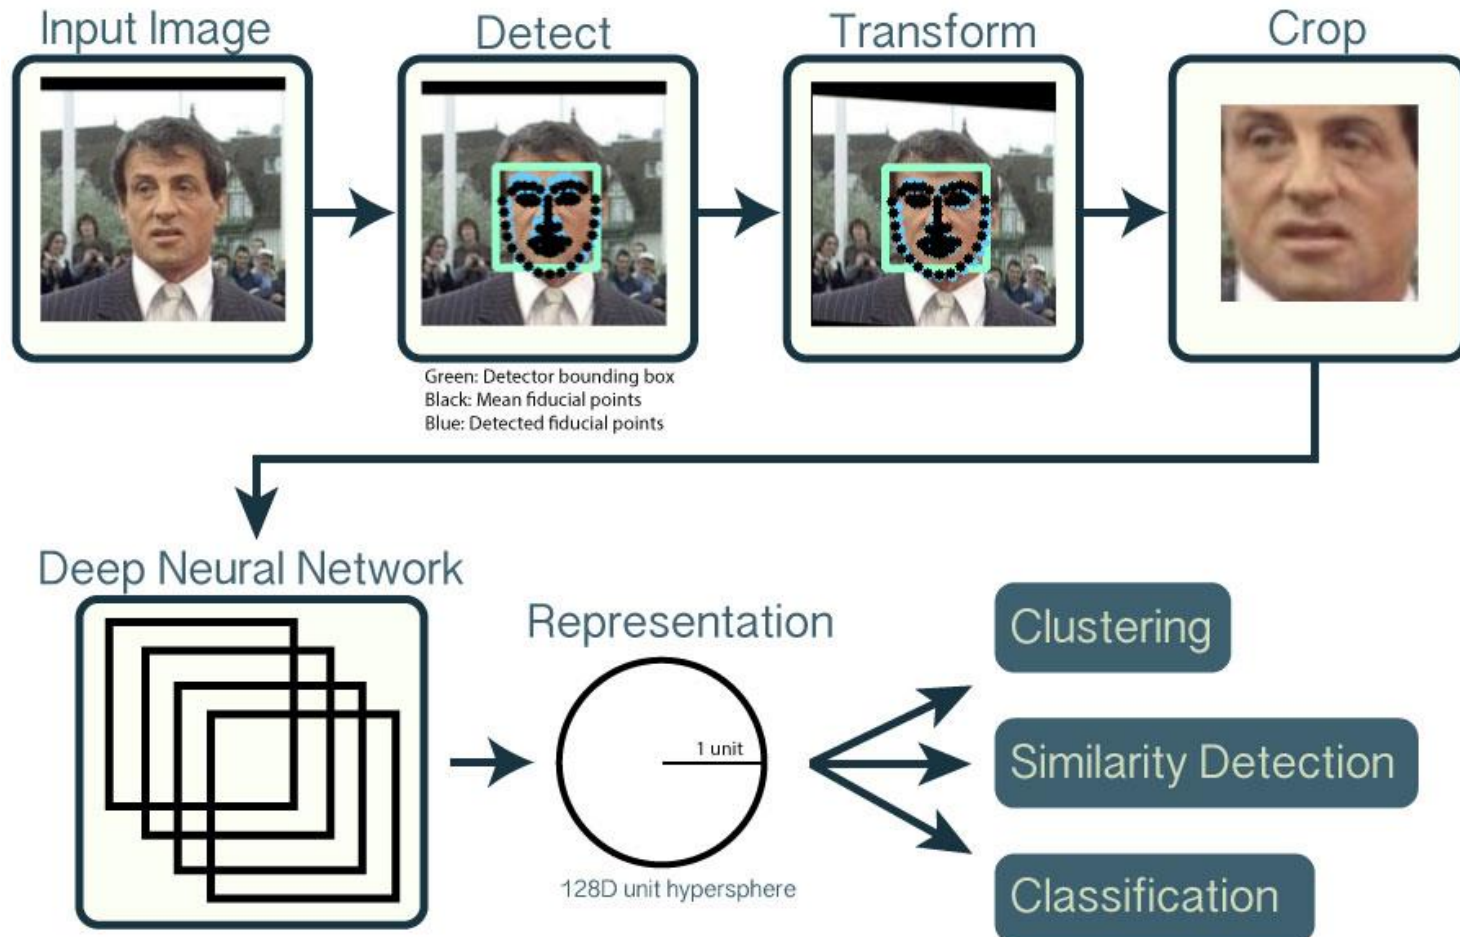 Input Image
Detect
Transform
Crop
Green: Detector bounding box
Black: Mean fiducial points
Blue: Detected fiducial points
Deep Neural Network
Representation
1 unit
128D unit hypersphere
Clustering
Similarity Detection
Classification